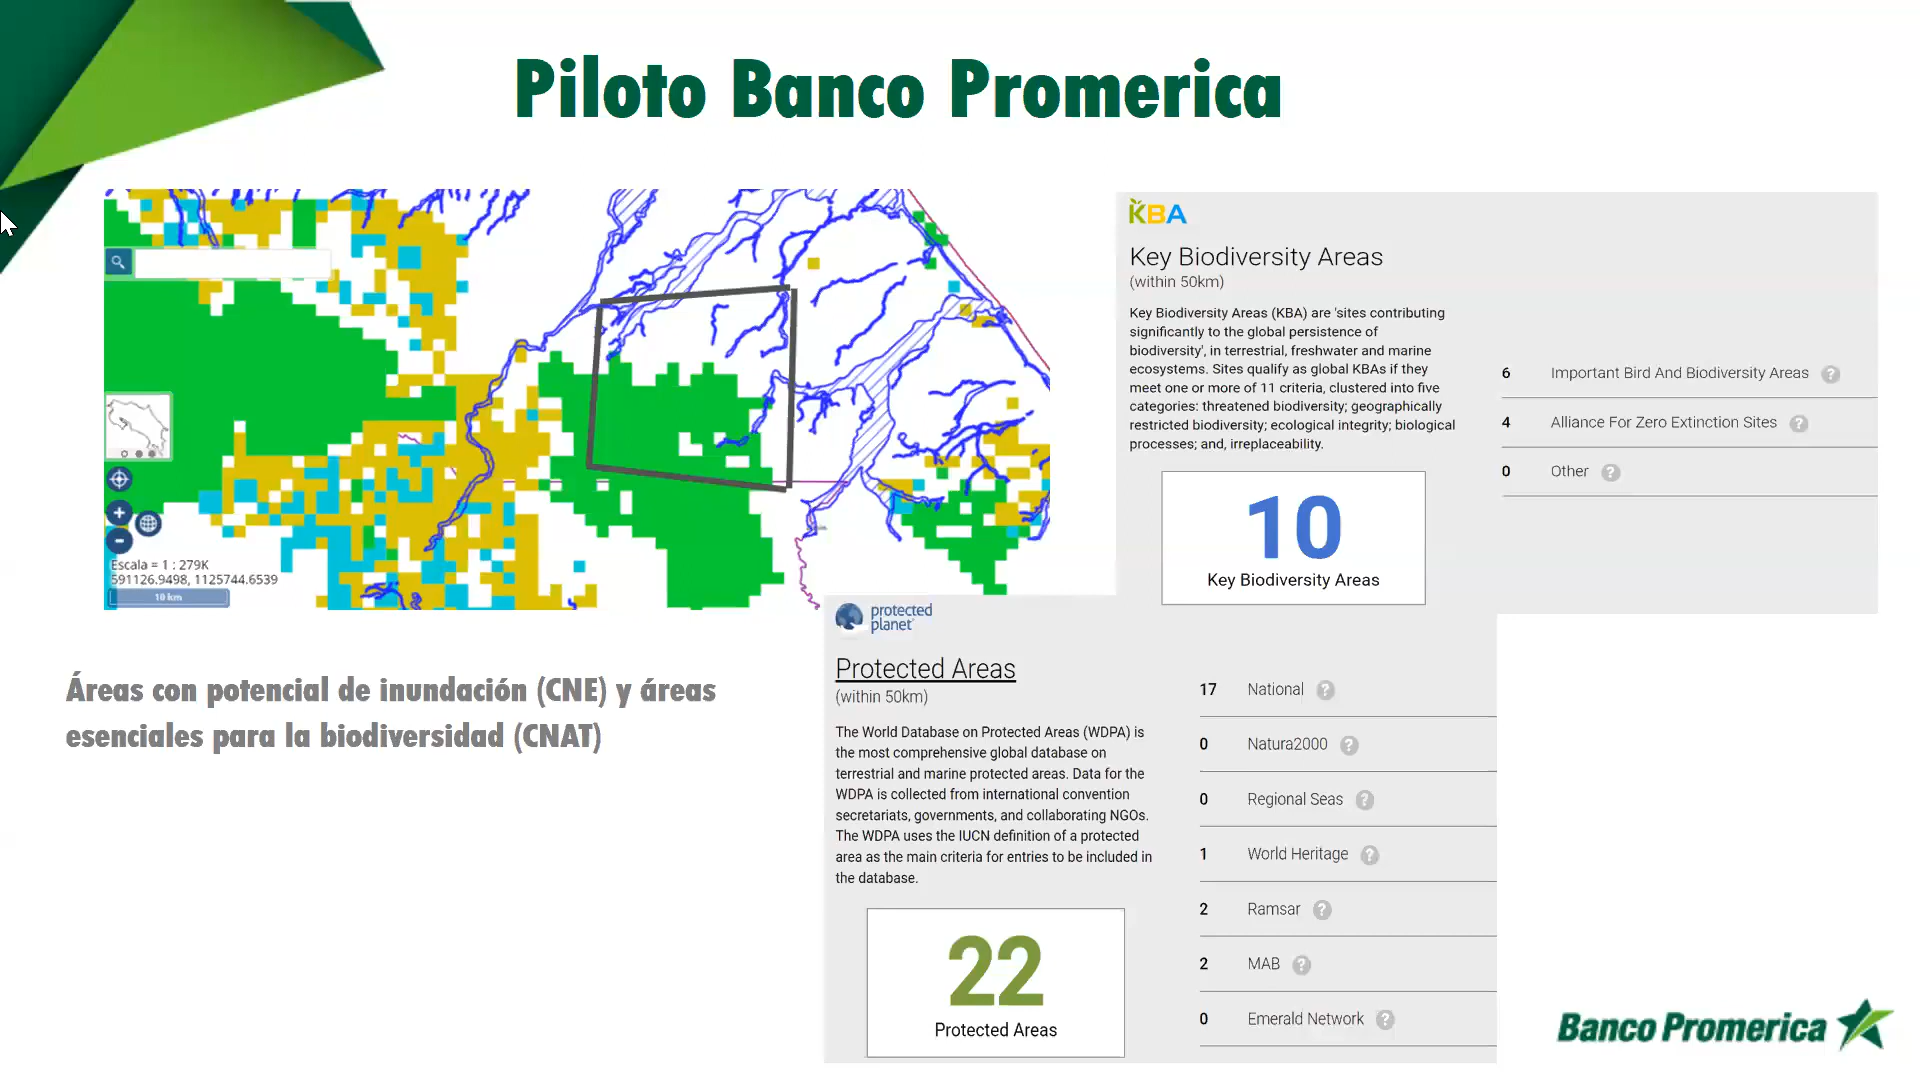 Piloto Banco Promerica
Escala = 1 : 279K
591126.9498, 1125744.6539
10 km
Áreas con potencial de inundación (CNE) y áreas
esenciales para la biodiversidad (CNAT)
KBA
Key Biodiversity Areas
(within 50km)
Key Biodiversity Areas (KBA) are 'sites contributing
significantly to the global persistence of
biodiversity', in terrestrial, freshwater and marine
ecosystems. Sites qualify as global KBAs if they
meet one or more of 11 criteria, clustered into five
categories: threatened biodiversity; geographically
restricted biodiversity; ecological integrity; biological
processes; and, irreplaceability.
10
Key Biodiversity Areas
6 Important Bird And Biodiversity Areas ?
4 Alliance For Zero Extinction Sites ?
0 Other ?
protected
planet
Protected Areas
(within 50km)
The World Database on Protected Areas (WDPA) is
the most comprehensive global database on
terrestrial and marine protected areas. Data for the
WDPA is collected from international convention
secretariats, governments, and collaborating NGOs.
The WDPA uses the IUCN definition of a protected
area as the main criteria for entries to be included in
the database.
22
Protected Areas
17 National ?
0 Natura2000 ?
0 Regional Seas ?
1 World Heritage ?
2 Ramsar ?
2 MAB ?
0 Emerald Network ?
Banco Promerica